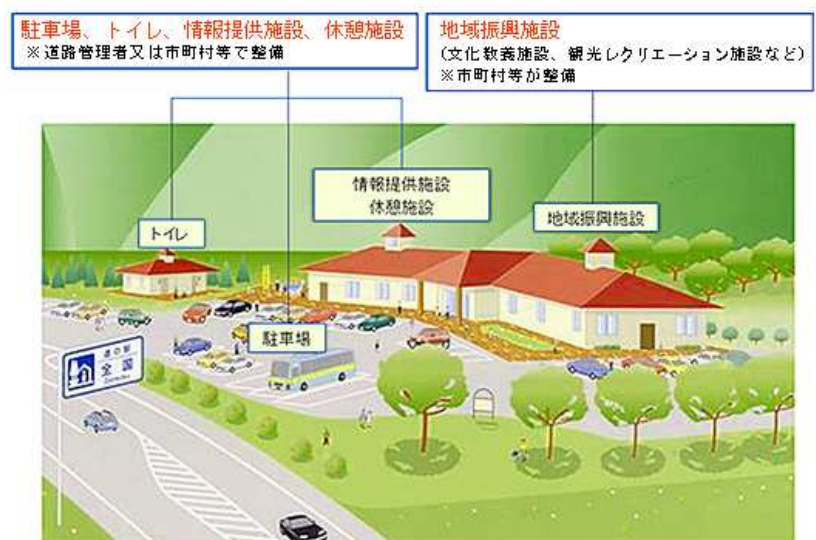 駐車場、トイレ、情報提供施設、休憩施設
※道路管理者又は市町村等で整備
地域振興施設
(文化教養施設、観光レクリエーション施設など)
※市町村等が整備
情報提供施設
休憩施設
トイレ
地域振興施設
駐車場
道の駅
全国